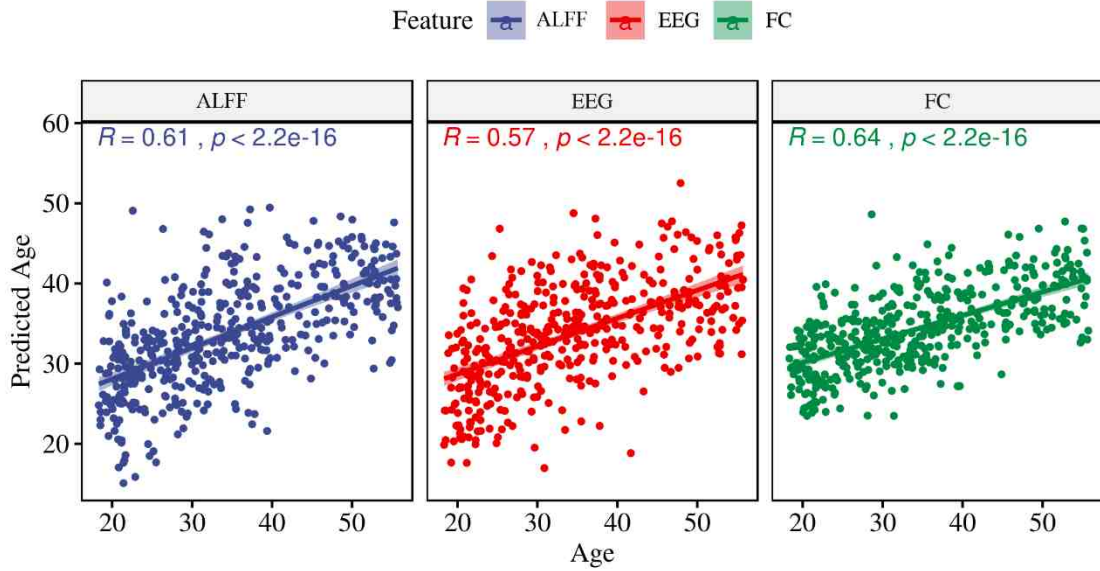 Feature a ALFF a EEG a FC
ALFF EEG FC
R = 0.61 , p < 2.2e-16 R = 0.57 , p < 2.2e-16 R = 0.64 , p < 2.2e-16
60
50
40
30
20
Predicted Age
20 30 40 50 20 30 40 50 20 30 40 50
Age